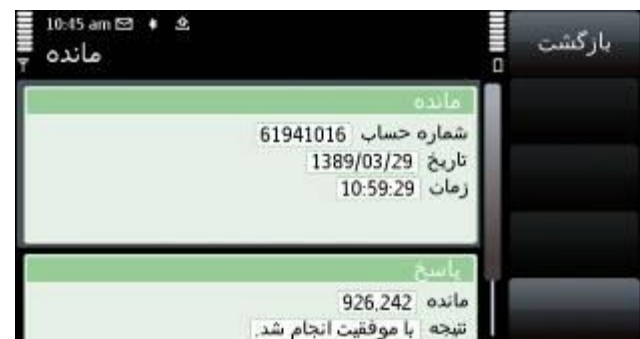 10:45 am
مانده
بازگشت
مانده
شماره حساب 61941016
تاریخ 1389/03/29
زمان 10:59:29
پاسخ
مانده 926,242
نتیجه با موفقیت انجام شد.